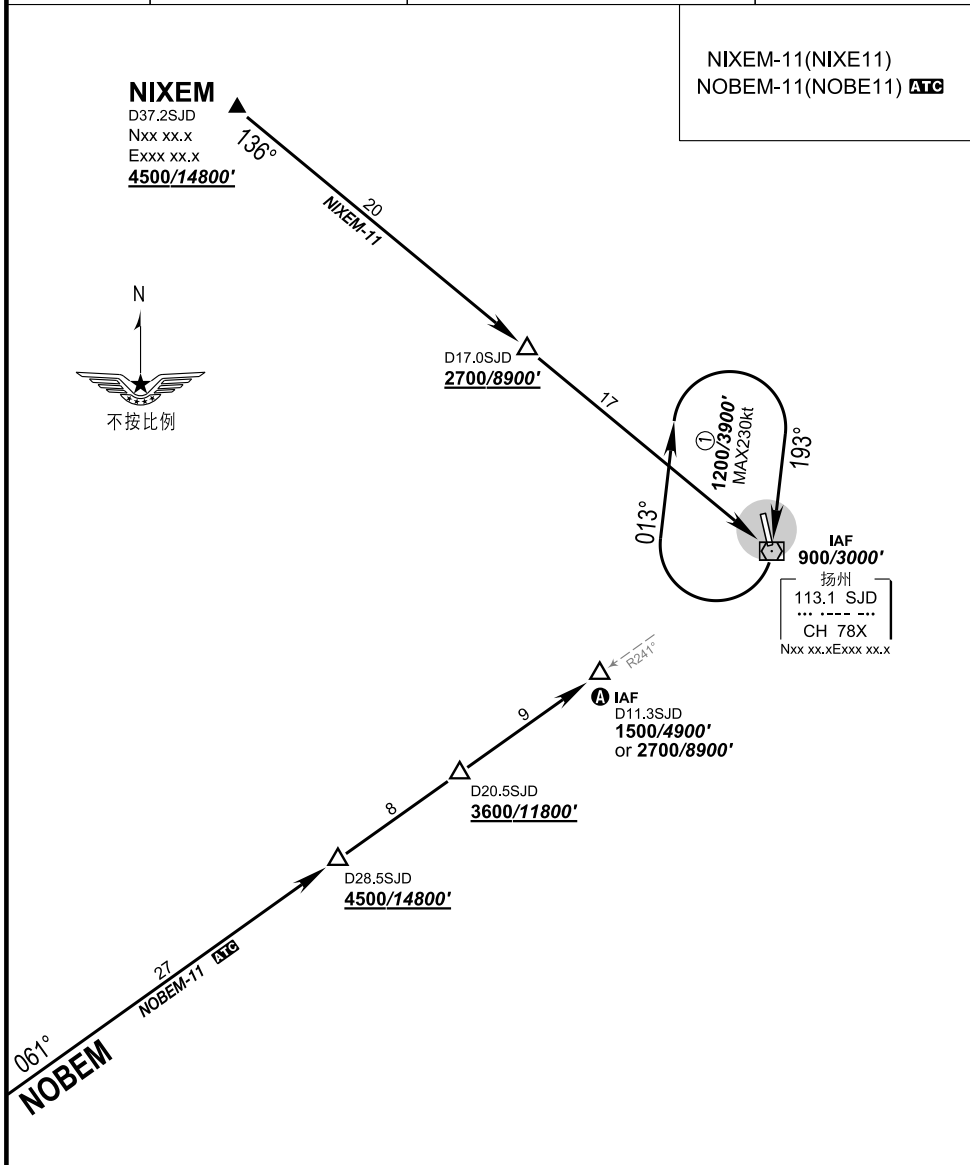 NIXEM-11(NIXE11)
NOBEM-11(NOBE11) ATC
NIXEM
D37.2SJD
Nxx xx.x
Exxx xx.x
4500/14800'
136°
20
NIXEM-11
N
不按比例
D17.0SJD
2700/8900'
17
①
1200/3900'
MAX230kt
013°
193°
IAF
900/3000'
扬州
113.1 SJD
··· ·--- -··
CH 78X
Nxx xx.xExxx xx.x
R241°
A IAF
D11.3SJD
1500/4900'
or 2700/8900'
9
D20.5SJD
3600/11800'
8
D28.5SJD
4500/14800'
27
NOBEM-11 ATC
061°
NOBEM